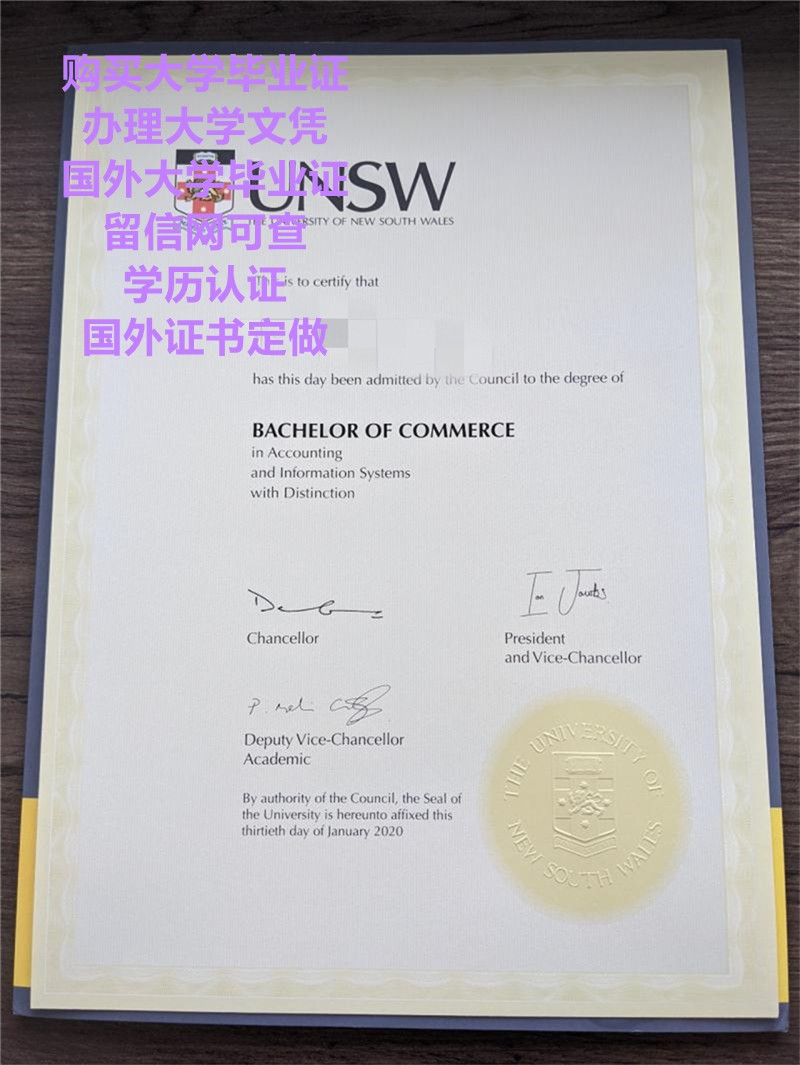 购买大学毕业证
办理大学文凭
国外大学毕业证
留信网可查
学历认证
国外证书定做
UNSW
THE UNIVERSITY OF NEW SOUTH WALES
This is to certify that
has this day been admitted by the Council to the degree of
BACHELOR OF COMMERCE
in Accounting
and Information Systems
with Distinction
Chancellor
Ian Jacobs
President
and Vice-Chancellor
Deputy Vice-Chancellor
Academic
By authority of the Council, the Seal of
the University is hereunto affixed this
thirtieth day of January 2020
THE UNIVERSITY OF
NEW SOUTH WALES